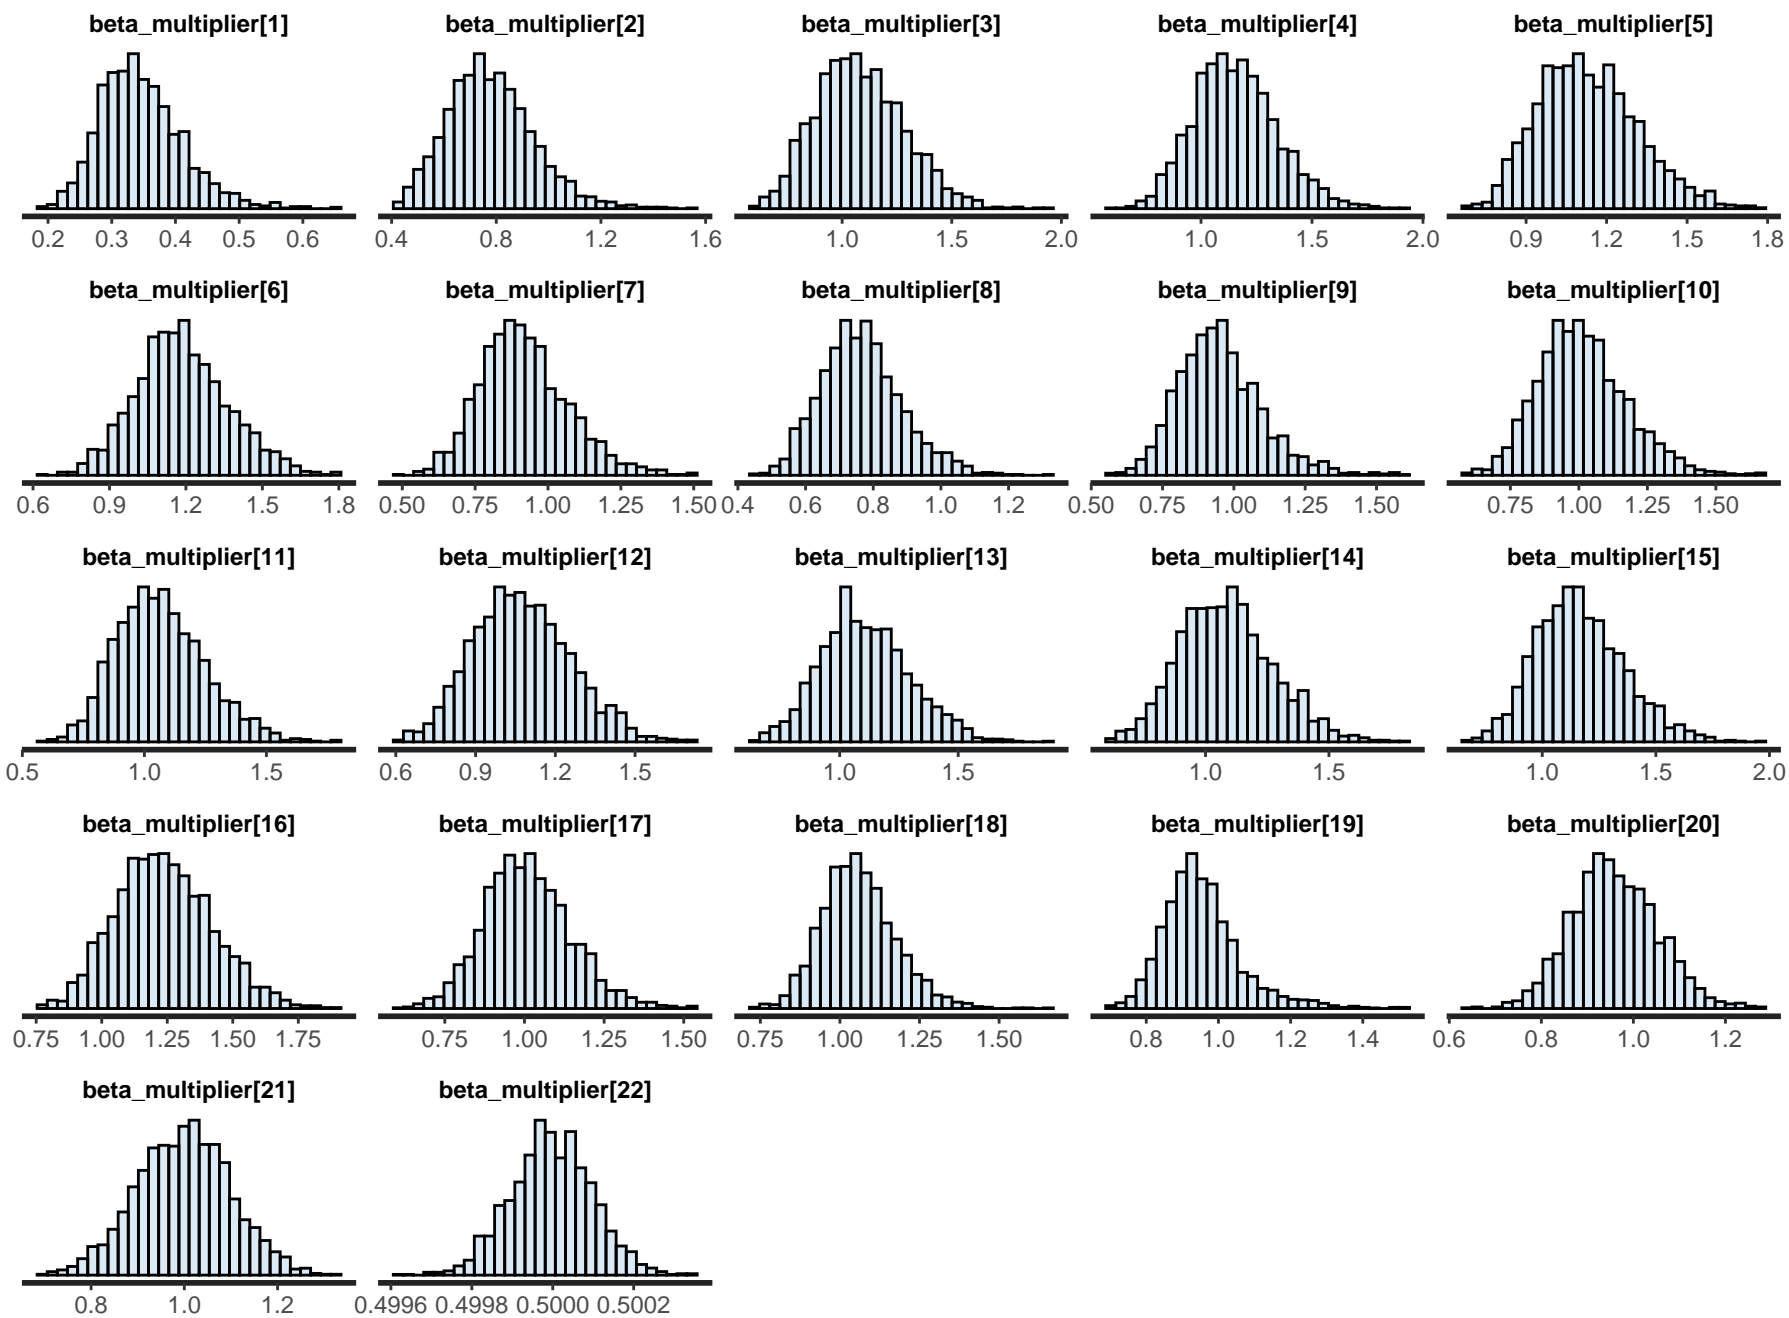 beta_multiplier[1] beta_multiplier[2] beta_multiplier[3] beta_multiplier[4] beta_multiplier[5]
0.2 0.3 0.4 0.5 0.6 0.4 0.8 1.2 1.6 1.0 1.5 2.0 1.0 1.5 2.0 0.9 1.2 1.5 1.8
beta_multiplier[6] beta_multiplier[7] beta_multiplier[8] beta_multiplier[9] beta_multiplier[10]
0.6 0.9 1.2 1.5 1.8 0.50 0.75 1.00 1.25 1.50 0.4 0.6 0.8 1.0 1.2 0.50 0.75 1.00 1.25 1.50 0.75 1.00 1.25 1.50
beta_multiplier[11] beta_multiplier[12] beta_multiplier[13] beta_multiplier[14] beta_multiplier[15]
0.5 1.0 1.5 0.6 0.9 1.2 1.5 1.0 1.5 1.0 1.5 1.0 1.5 2.0
beta_multiplier[16] beta_multiplier[17] beta_multiplier[18] beta_multiplier[19] beta_multiplier[20]
0.75 1.00 1.25 1.50 1.75 0.75 1.00 1.25 1.50 0.75 1.00 1.25 1.50 0.8 1.0 1.2 1.4 0.6 0.8 1.0 1.2
beta_multiplier[21] beta_multiplier[22]
0.8 1.0 1.2 0.4996 0.4998 0.5000 0.5002